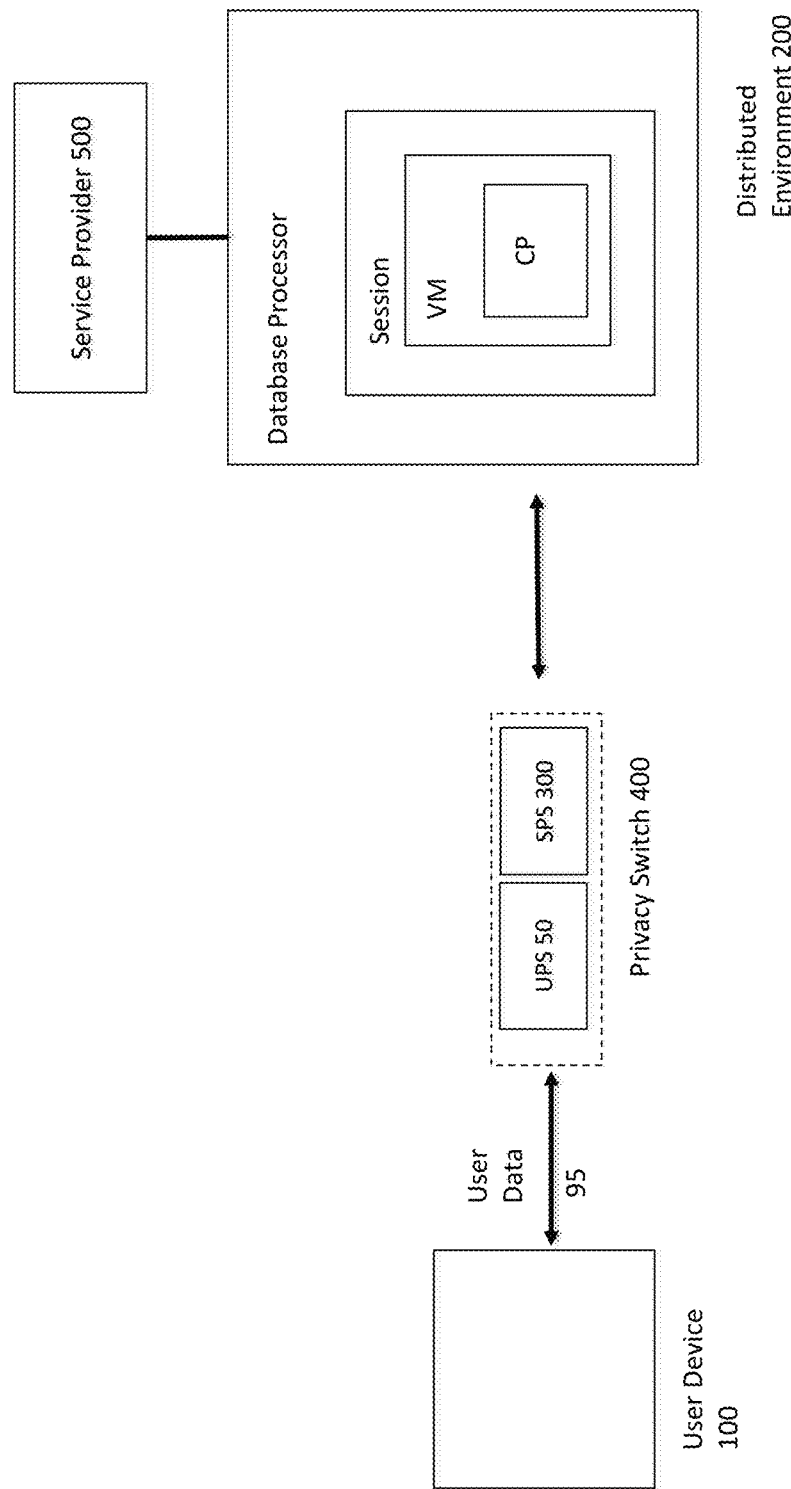 Service Provider 500
Database Processor
Session
VM
CP
Distributed
Environment 200
SPS 300
UPS 50
Privacy Switch 400
User
Data
95
User Device
100